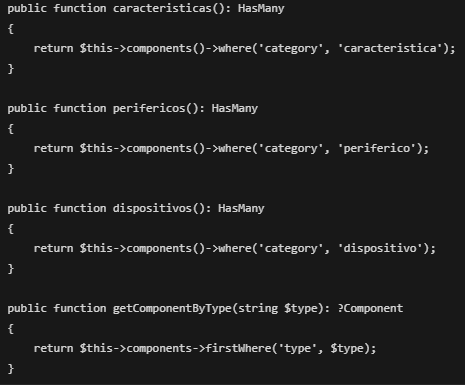 public function caracteristicas(): HasMany
{
    return $this->components()->where('category', 'caracteristica');
}

public function perifericos(): HasMany
{
    return $this->components()->where('category', 'periferico');
}

public function dispositivos(): HasMany
{
    return $this->components()->where('category', 'dispositivo');
}

public function getComponentByType(string $type): ?Component
{
    return $this->components->firstWhere('type', $type);
}